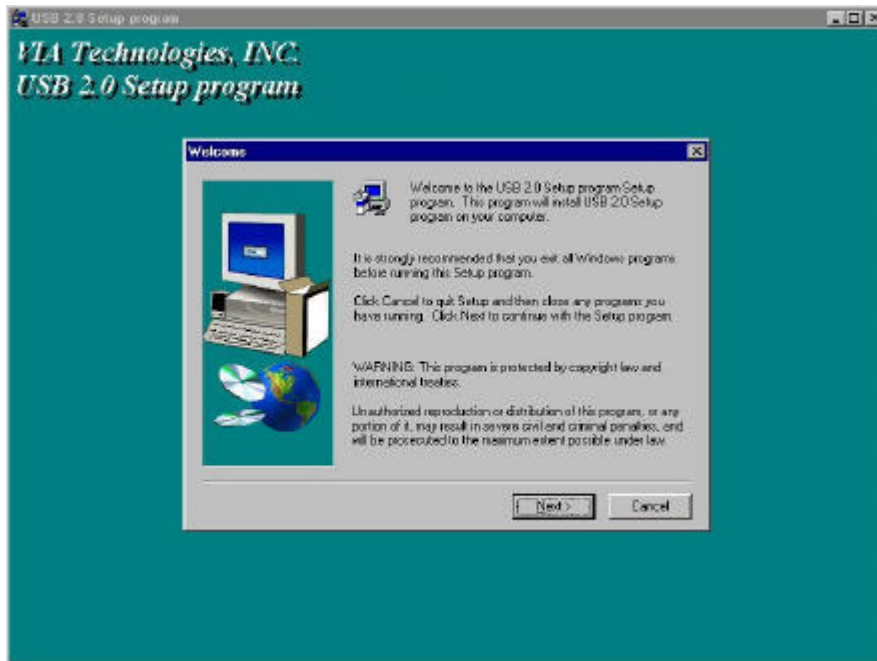 USB 2.0 Setup program
VIA Technologies, INC.
USB 2.0 Setup program
Welcome
Welcome to the USB 2.0 Setup program Setup
program. This program will install USB 2.0 Setup
program on your computer.
It is strongly recommended that you exit all Windows programs
before running this Setup program.
Click Cancel to quit Setup and then close any programs you
have running. Click Next to continue with the Setup program.
WARNING: This program is protected by copyright law and
international treaties.
Unauthorized reproduction or distribution of this program, or any
portion of it, may result in severe civil and criminal penalties, and
will be prosecuted to the maximum extent possible under law.
Next >
Cancel